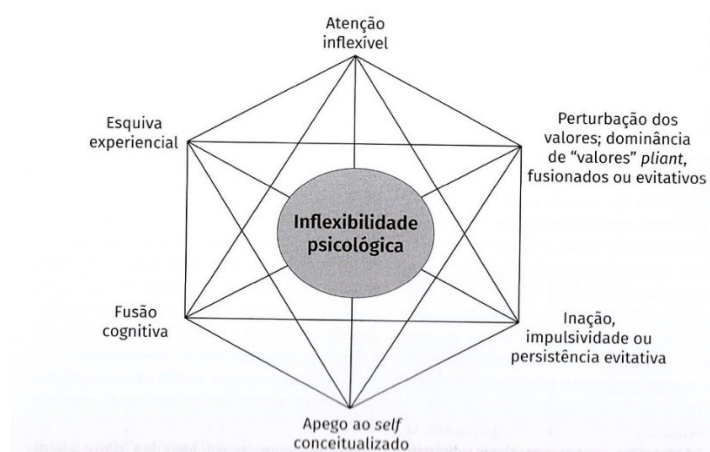 Atenção
inflexível
Esquiva
experiencial
Perturbação dos
valores; dominância
de “valores” pliant,
fusionados ou evitativos
Inflexibilidade
psicológica
Fusão
cognitiva
Inação,
impulsividade ou
persistência evitativa
Apego ao self
conceitualizado